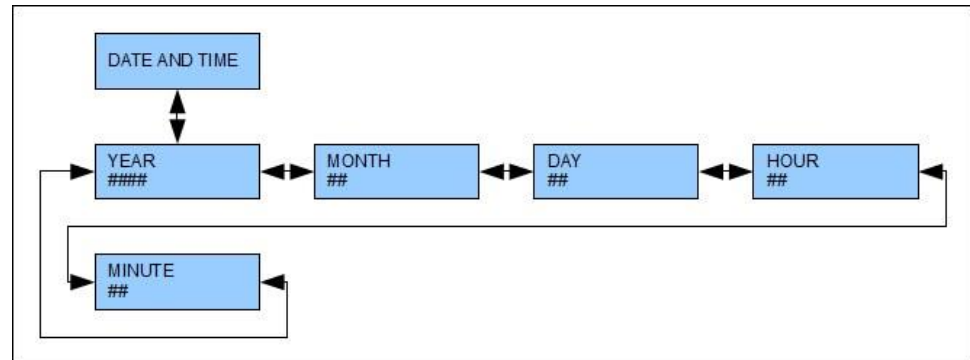 DATE AND TIME
YEAR
####
MONTH
##
DAY
##
HOUR
##
MINUTE
##